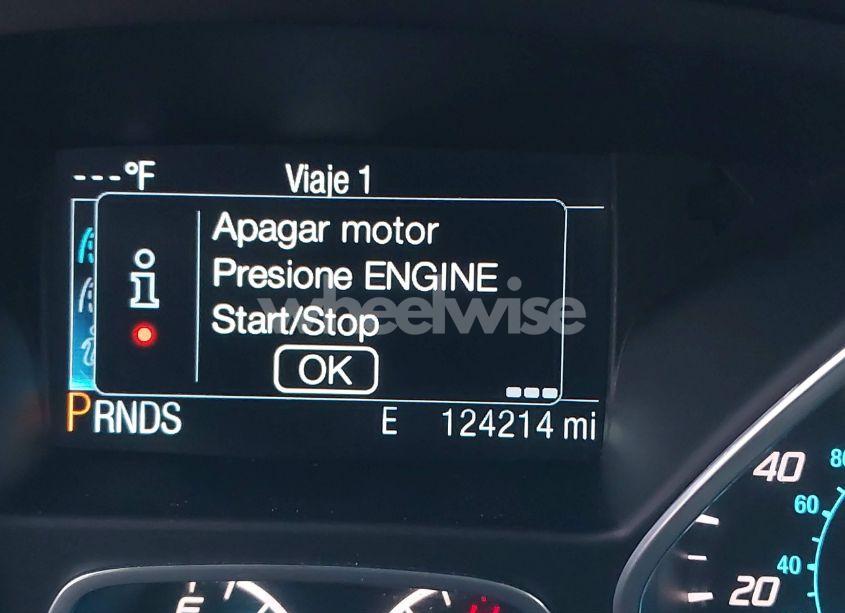 ---°F Viaje 1
Apagar motor
Presione ENGINE
Start/Stop
OK
PRNDS E 124214 mi
wheelwise
40
60
40
20
E